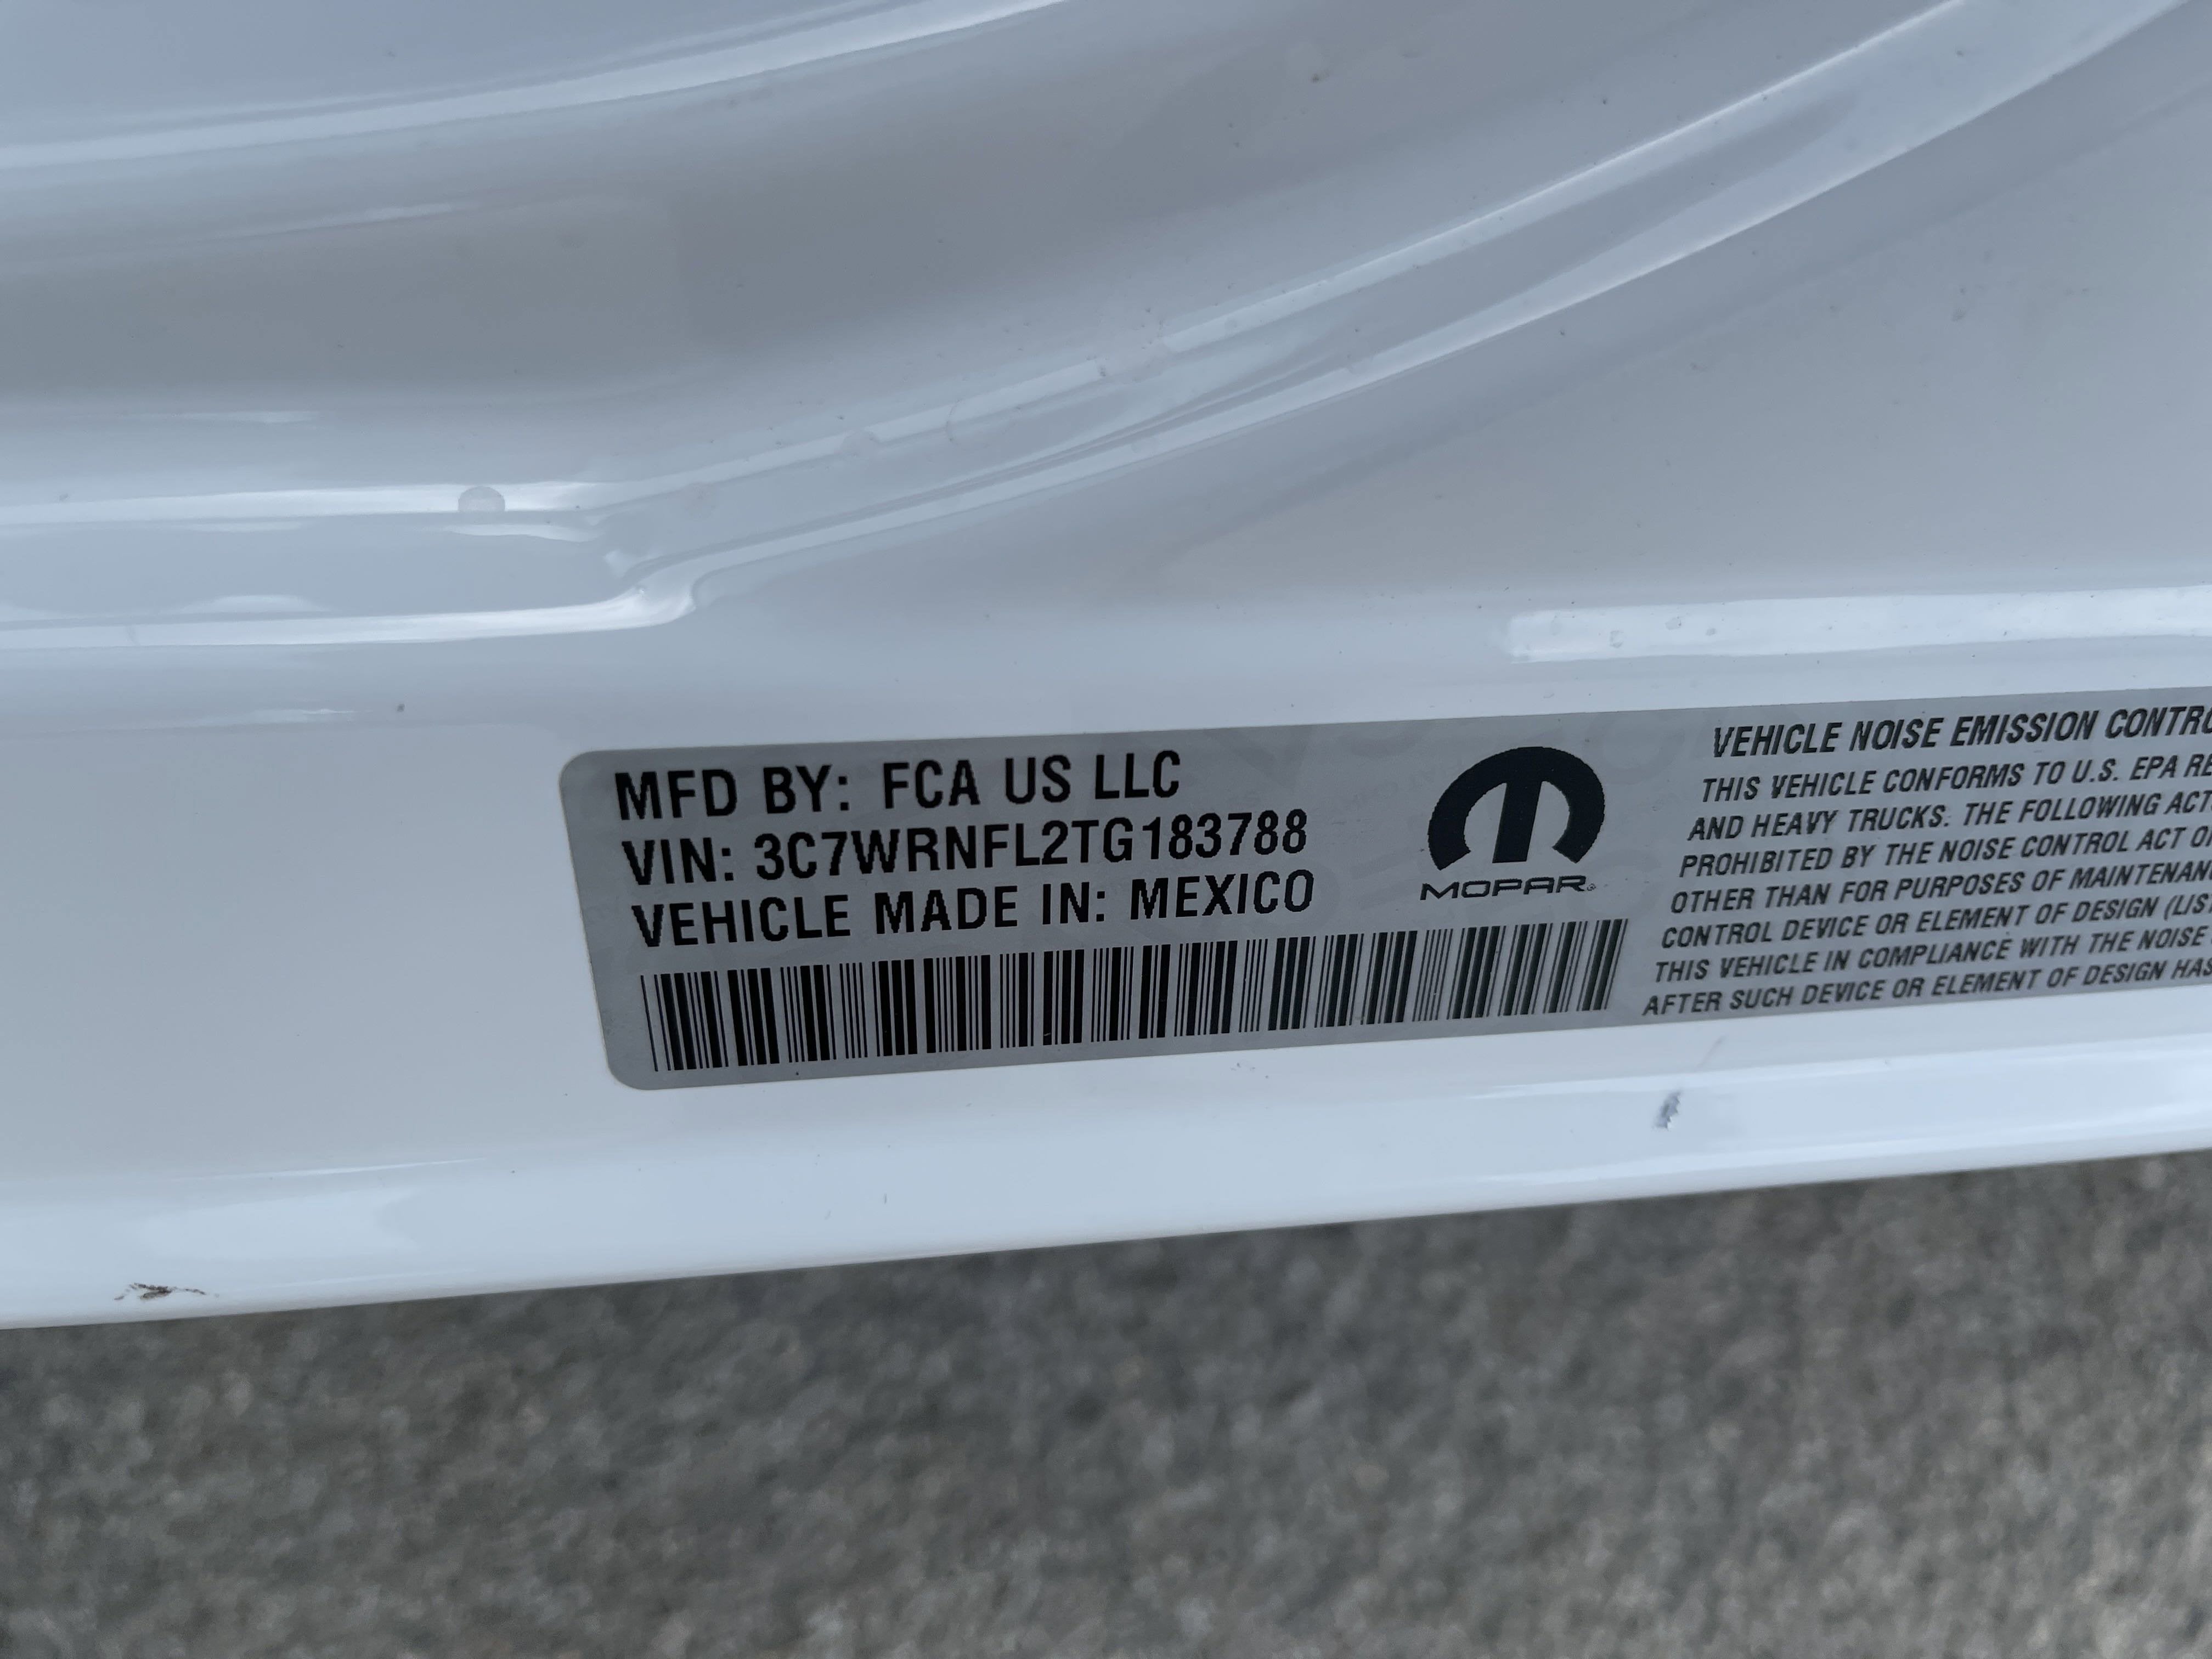 MFD BY: FCA US LLC
VIN: 3C7WRNFL2TG183788
VEHICLE MADE IN: MEXICO
MOPAR
VEHICLE NOISE EMISSION
THIS VEHICLE CONFORMS TO U.S. EPA
AND HEAVY TRUCKS. THE FOLLOWING
PROHIBITED BY THE NOISE CONTROL ACT
OTHER THAN FOR PURPOSES OF
CONTROL DEVICE OR ELEMENT OF DESIGN
THIS VEHICLE IN COMPLIANCE WITH THE NOISE
AFTER SUCH DEVICE OR ELEMENT OF DESIGN HAS